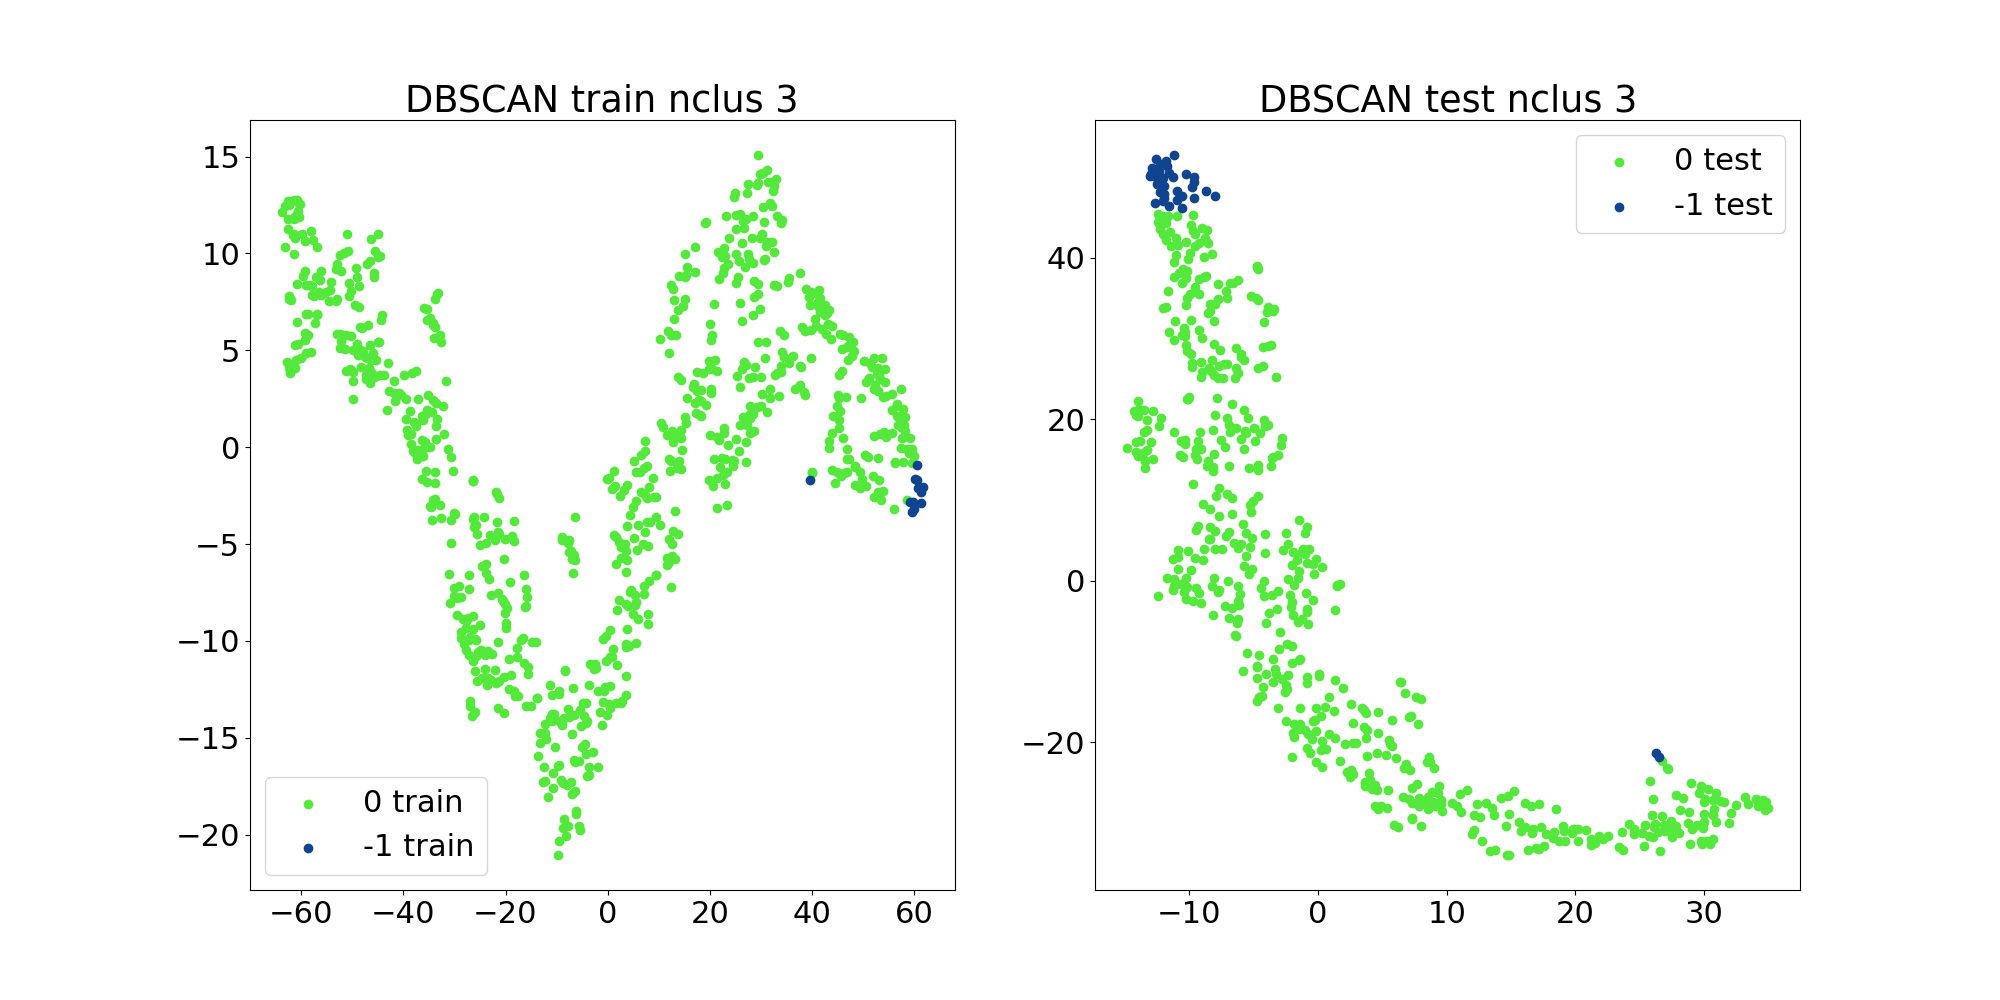 DBSCAN train nclus 3
15
10
5
0
−5
−10
−15
−20
−60 −40 −20 0 20 40 60
0 train
-1 train
DBSCAN test nclus 3
40
20
0
−20
−10 0 10 20 30
0 test
-1 test